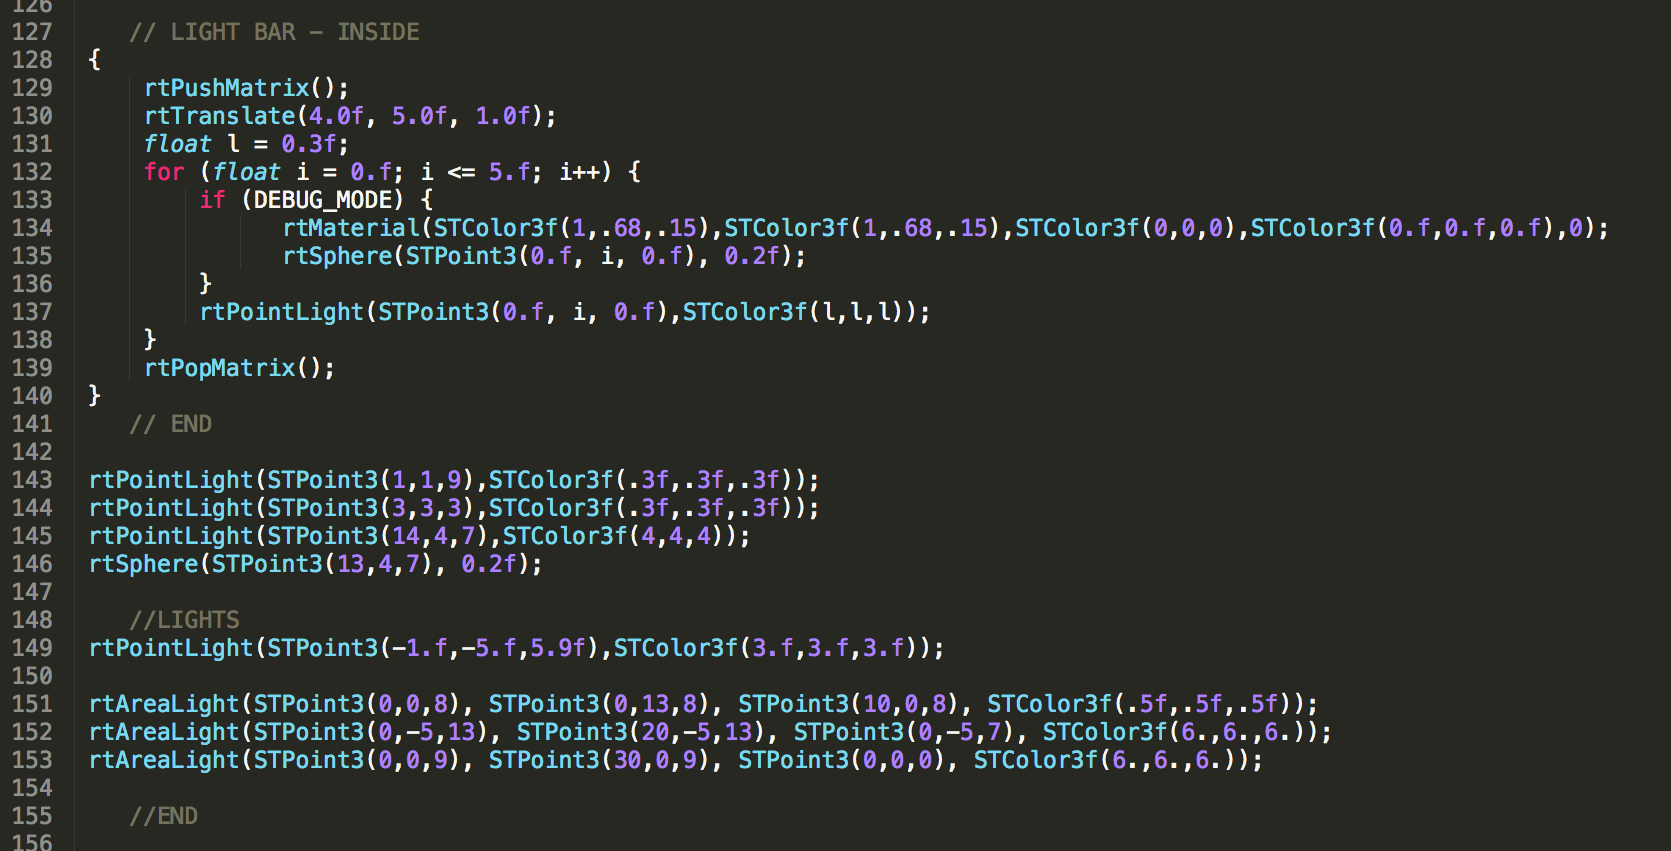 126
127 // LIGHT BAR - INSIDE
128 {
129 rtPushMatrix();
130 rtTranslate(4.0f, 5.0f, 1.0f);
131 float l = 0.3f;
132 for (float i = 0.f; i <= 5.f; i++) {
133 if (DEBUG_MODE) {
134 rtMaterial(STColor3f(1,.68,.15),STColor3f(1,.68,.15),STColor3f(0,0,0),STColor3f(0.f,0.f,0.f),0);
135 rtSphere(STPoint3(0.f, i, 0.f), 0.2f);
136 }
137 rtPointLight(STPoint3(0.f, i, 0.f),STColor3f(l,l,l));
138 }
139 rtPopMatrix();
140 }
141 // END
142
143 rtPointLight(STPoint3(1,1,9),STColor3f(.3f,.3f,.3f));
144 rtPointLight(STPoint3(3,3,3),STColor3f(.3f,.3f,.3f));
145 rtPointLight(STPoint3(14,4,7),STColor3f(4,4,4));
146 rtSphere(STPoint3(13,4,7), 0.2f);
147
148 //LIGHTS
149 rtPointLight(STPoint3(-1.f,-5.f,5.9f),STColor3f(3.f,3.f,3.f));
150
151 rtAreaLight(STPoint3(0,0,8), STPoint3(0,13,8), STPoint3(10,0,8), STColor3f(.5f,.5f,.5f));
152 rtAreaLight(STPoint3(0,-5,13), STPoint3(20,-5,13), STPoint3(0,-5,7), STColor3f(6.,6.,6.));
153 rtAreaLight(STPoint3(0,0,9), STPoint3(30,0,9), STPoint3(0,0,0), STColor3f(6.,6.,6.));
154
155 //END
156